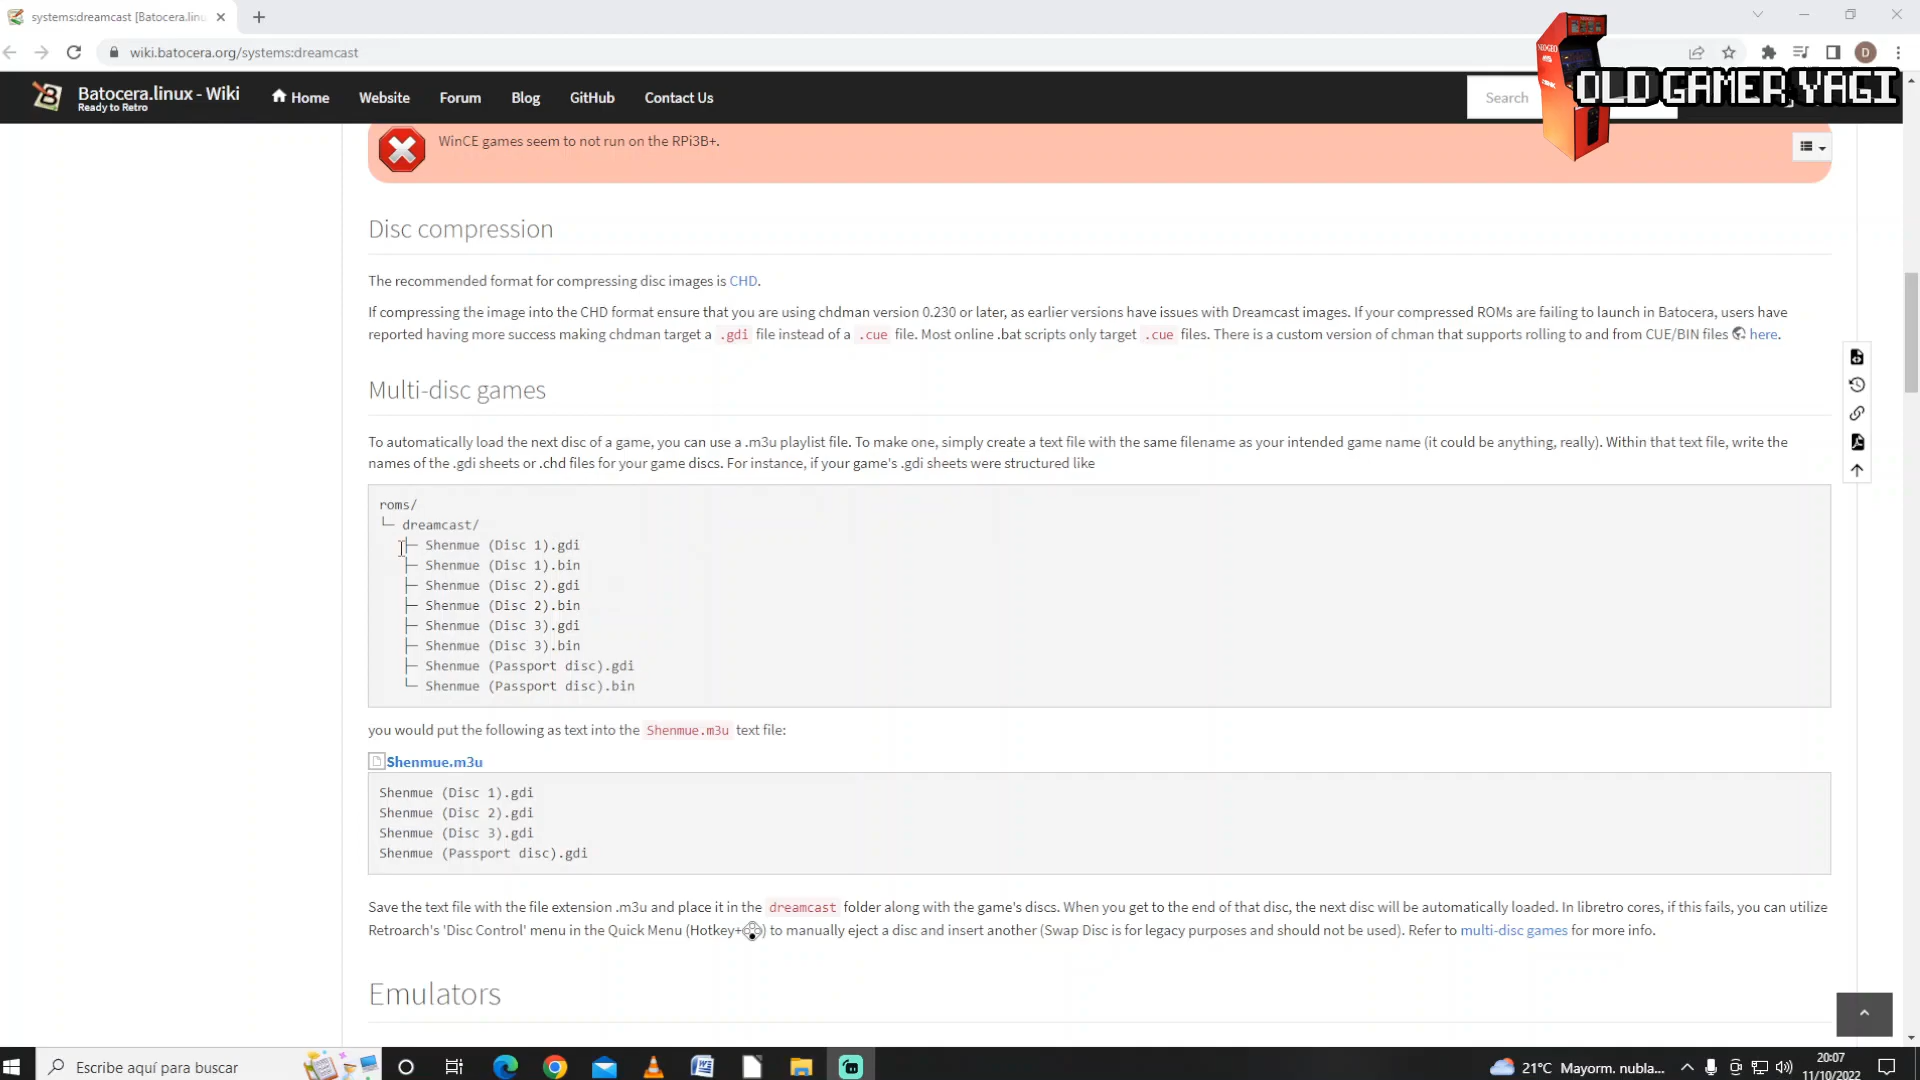 systems:dreamcast [Batocera.linu
wiki.batocera.org/systems:dreamcast
D
OLD GAMER YAGI
NEOGEO
Batocera.linux - Wiki
Ready to Retro
Home
Website
Forum
Blog
GitHub
Contact Us
Search
WinCE games seem to not run on the RPi3B+.
Disc compression
The recommended format for compressing disc images is CHD.
If compressing the image into the CHD format ensure that you are using chdman version 0.230 or later, as earlier versions have issues with Dreamcast images. If your compressed ROMs are failing to launch in Batocera, users have
reported having more success making chdman target a .gdi file instead of a .cue file. Most online .bat scripts only target .cue files. There is a custom version of chman that supports rolling to and from CUE/BIN files here.
Multi-disc games
To automatically load the next disc of a game, you can use a .m3u playlist file. To make one, simply create a text file with the same filename as your intended game name (it could be anything, really). Within that text file, write the
names of the .gdi sheets or .chd files for your game discs. For instance, if your game's .gdi sheets were structured like
roms/
└─ dreamcast/
├─ Shenmue (Disc 1).gdi
├─ Shenmue (Disc 1).bin
├─ Shenmue (Disc 2).gdi
├─ Shenmue (Disc 2).bin
├─ Shenmue (Disc 3).gdi
├─ Shenmue (Disc 3).bin
├─ Shenmue (Passport disc).gdi
└─ Shenmue (Passport disc).bin
you would put the following as text into the Shenmue.m3u text file:
Shenmue.m3u
Shenmue (Disc 1).gdi
Shenmue (Disc 2).gdi
Shenmue (Disc 3).gdi
Shenmue (Passport disc).gdi
Save the text file with the file extension .m3u and place it in the dreamcast folder along with the game's discs. When you get to the end of that disc, the next disc will be automatically loaded. In libretro cores, if this fails, you can utilize
Retroarch's 'Disc Control' menu in the Quick Menu (Hotkey+) to manually eject a disc and insert another (Swap Disc is for legacy purposes and should not be used). Refer to multi-disc games for more info.
Emulators
Escribe aquí para buscar
21°C Mayorm. nubla...
20:07
11/10/2022